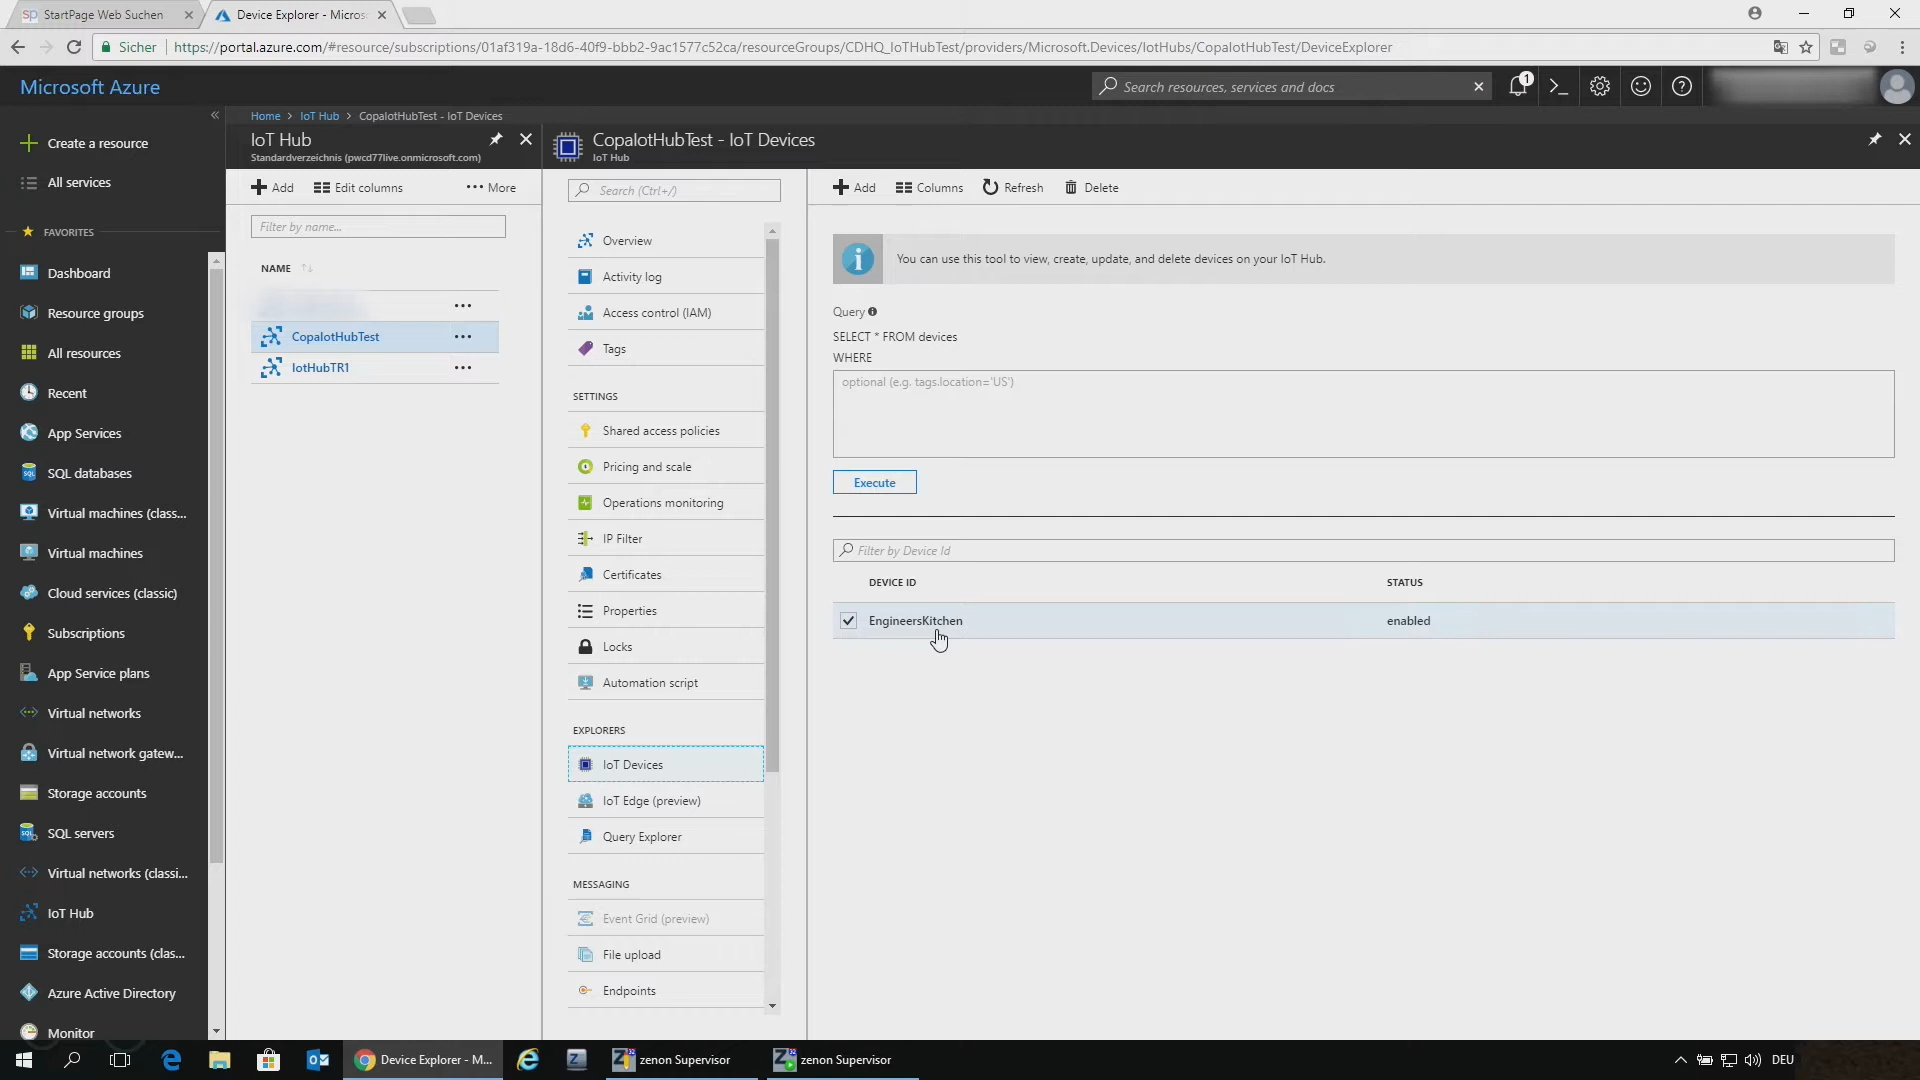 StartPage Web Suchen
Device Explorer - Micros
Sicher
https://portal.azure.com/#resource/subscriptions/01af319a-18d6-40f9-bbb2-9ac1577c52ca/resourceGroups/CDHQ_IoTHubTest/providers/Microsoft.Devices/IotHubs/CopaIotHubTest/DeviceExplorer
Microsoft Azure
Search resources, services and docs
1
Home > IoT Hub > CopaIotHubTest - IoT Devices
Create a resource
All services
FAVORITES
Dashboard
Resource groups
All resources
Recent
App Services
SQL databases
Virtual machines (class...
Virtual machines
Cloud services (classic)
Subscriptions
App Service plans
Virtual networks
Virtual network gatew...
Storage accounts
SQL servers
Virtual networks (classi...
IoT Hub
Storage accounts (clas...
Azure Active Directory
Monitor
IoT Hub
Standardverzeichnis (pwcd77live.onmicrosoft.com)
Add
Edit columns
More
Filter by name...
NAME
CopaIotHubTest
IotHubTR1
CopaIotHubTest - IoT Devices
IoT Hub
Search (Ctrl+/)
Overview
Activity log
Access control (IAM)
Tags
SETTINGS
Shared access policies
Pricing and scale
Operations monitoring
IP Filter
Certificates
Properties
Locks
Automation script
EXPLORERS
IoT Devices
IoT Edge (preview)
Query Explorer
MESSAGING
Event Grid (preview)
File upload
Endpoints
Add
Columns
Refresh
Delete
You can use this tool to view, create, update, and delete devices on your IoT Hub.
Query
SELECT * FROM devices
WHERE
optional (e.g. tags.location='US')
Execute
Filter by Device Id
DEVICE ID
STATUS
EngineersKitchen
enabled
Device Explorer - M...
zenon Supervisor
zenon Supervisor
DEU